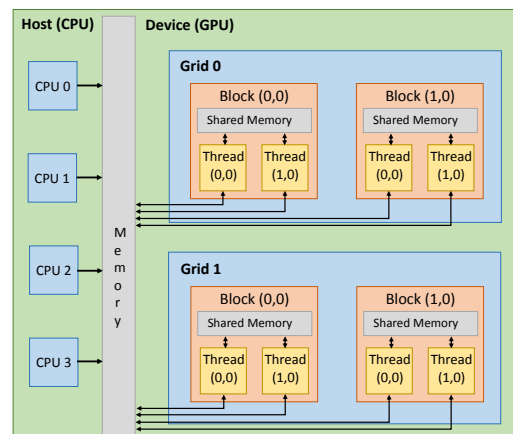 Host (CPU)
Device (GPU)
CPU 0
CPU 1
CPU 2
CPU 3
Memory
Grid 0
Block (0,0)
Shared Memory
Thread
(0,0)
Thread
(1,0)
Block (1,0)
Shared Memory
Thread
(0,0)
Thread
(1,0)
Grid 1
Block (0,0)
Shared Memory
Thread
(0,0)
Thread
(1,0)
Block (1,0)
Shared Memory
Thread
(0,0)
Thread
(1,0)